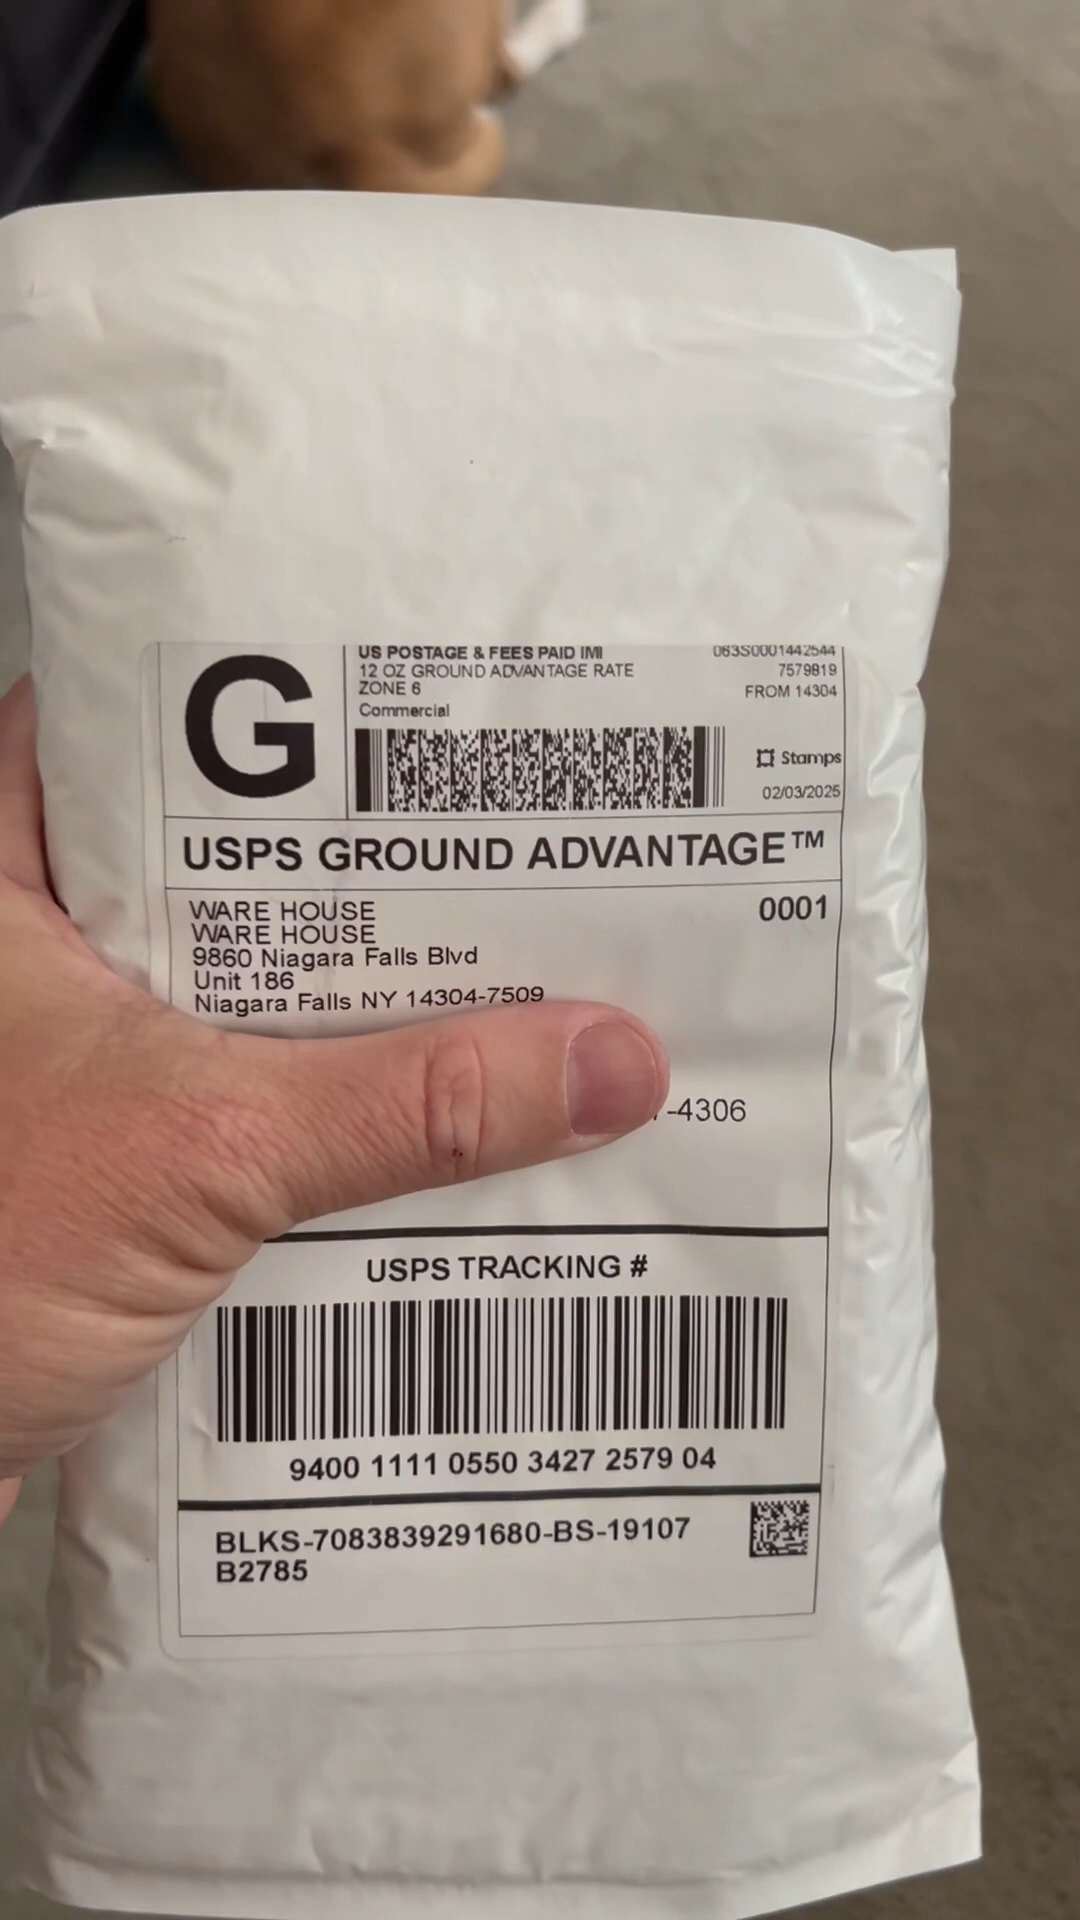 G
US POSTAGE & FEES PAID IMI
12 OZ GROUND ADVANTAGE RATE
ZONE 6
Commercial
063S0001442544
7579819
FROM 14304
Stamps
02/03/2025
USPS GROUND ADVANTAGE™
WARE HOUSE
WARE HOUSE
9860 Niagara Falls Blvd
Unit 186
Niagara Falls NY 14304-7509
0001
-4306
USPS TRACKING #
9400 1111 0550 3427 2579 04
BLKS-7083839291680-BS-19107
B2785